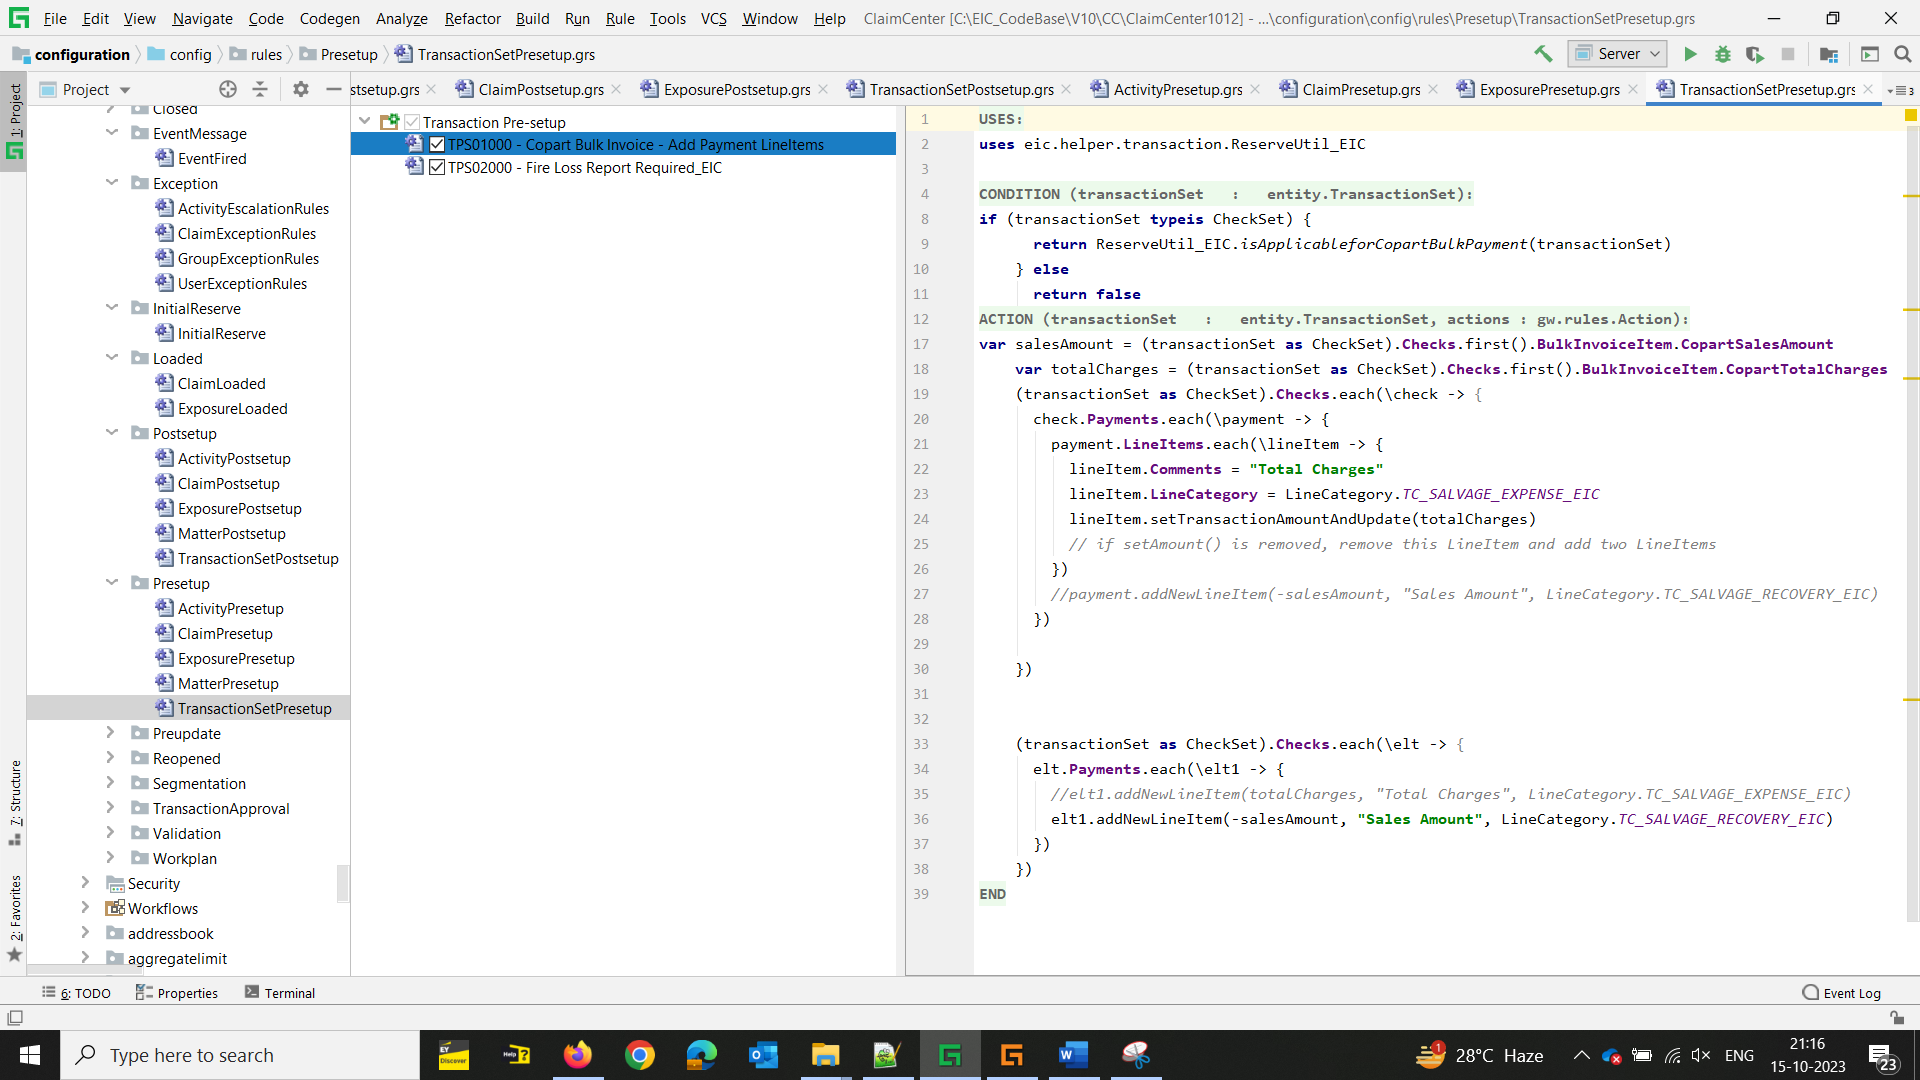 File Edit View Navigate Code Codegen Analyze Refactor Build Run Rule Tools VCS Window Help ClaimCenter [C:\EIC_CodeBase\V10\CC\ClaimCenter1012] - ...\configuration\config\rules\Presetup\TransactionSetPresetup.grs
configuration config rules Presetup TransactionSetPresetup.grs Server
Project stsetup.grs ClaimPostsetup.grs ExposurePostsetup.grs TransactionSetPostsetup.grs ActivityPresetup.grs ClaimPresetup.grs ExposurePresetup.grs TransactionSetPresetup.grs 3
1: Project
7: Structure
2: Favorites
Closed
EventMessage
EventFired
Exception
ActivityEscalationRules
ClaimExceptionRules
GroupExceptionRules
UserExceptionRules
InitialReserve
InitialReserve
Loaded
ClaimLoaded
ExposureLoaded
Postsetup
ActivityPostsetup
ClaimPostsetup
ExposurePostsetup
MatterPostsetup
TransactionSetPostsetup
Presetup
ActivityPresetup
ClaimPresetup
ExposurePresetup
MatterPresetup
TransactionSetPresetup
Preupdate
Reopened
Segmentation
TransactionApproval
Validation
Workplan
Security
Workflows
addressbook
aggregatelimit
Transaction Pre-setup
TPS01000 - Copart Bulk Invoice - Add Payment LineItems
TPS02000 - Fire Loss Report Required_EIC
1 USES:
2 uses eic.helper.transaction.ReserveUtil_EIC
3
4 CONDITION (transactionSet : entity.TransactionSet):
8 if (transactionSet typeis CheckSet) {
9 return ReserveUtil_EIC.isApplicableforCopartBulkPayment(transactionSet)
10 } else
11 return false
12 ACTION (transactionSet : entity.TransactionSet, actions : gw.rules.Action):
17 var salesAmount = (transactionSet as CheckSet).Checks.first().BulkInvoiceItem.CopartSalesAmount
18 var totalCharges = (transactionSet as CheckSet).Checks.first().BulkInvoiceItem.CopartTotalCharges
19 (transactionSet as CheckSet).Checks.each(\check -> {
20 check.Payments.each(\payment -> {
21 payment.LineItems.each(\lineItem -> {
22 lineItem.Comments = "Total Charges"
23 lineItem.LineCategory = LineCategory.TC_SALVAGE_EXPENSE_EIC
24 lineItem.setTransactionAmountAndUpdate(totalCharges)
25 // if setAmount() is removed, remove this LineItem and add two LineItems
26 })
27 //payment.addNewLineItem(-salesAmount, "Sales Amount", LineCategory.TC_SALVAGE_RECOVERY_EIC)
28 })
29
30 })
31
32
33 (transactionSet as CheckSet).Checks.each(\elt -> {
34 elt.Payments.each(\elt1 -> {
35 //elt1.addNewLineItem(totalCharges, "Total Charges", LineCategory.TC_SALVAGE_EXPENSE_EIC)
36 elt1.addNewLineItem(-salesAmount, "Sales Amount", LineCategory.TC_SALVAGE_RECOVERY_EIC)
37 })
38 })
39 END
6: TODO Properties Terminal Event Log
Type here to search EY Discover Help ? 1 28°C Haze ENG 21:16 15-10-2023 23